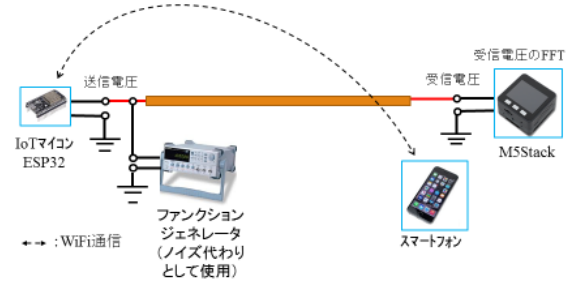 受信電圧のFFT
送信電圧
受信電圧
IoTマイコン
ESP32
M5Stack
ファンクション
ジェネレータ
(ノイズ代わり
として使用)
スマートフォン
:WiFi通信